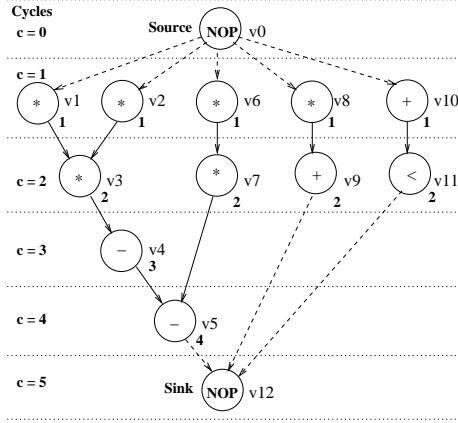 Cycles
c = 0
Source
NOP
v0
c = 1
*
v1
1
*
v2
1
*
v6
1
*
v8
1
+
v10
1
c = 2
*
v3
2
*
v7
2
+
v9
2
<
v11
2
c = 3
−
v4
3
c = 4
−
v5
4
c = 5
Sink
NOP
v12